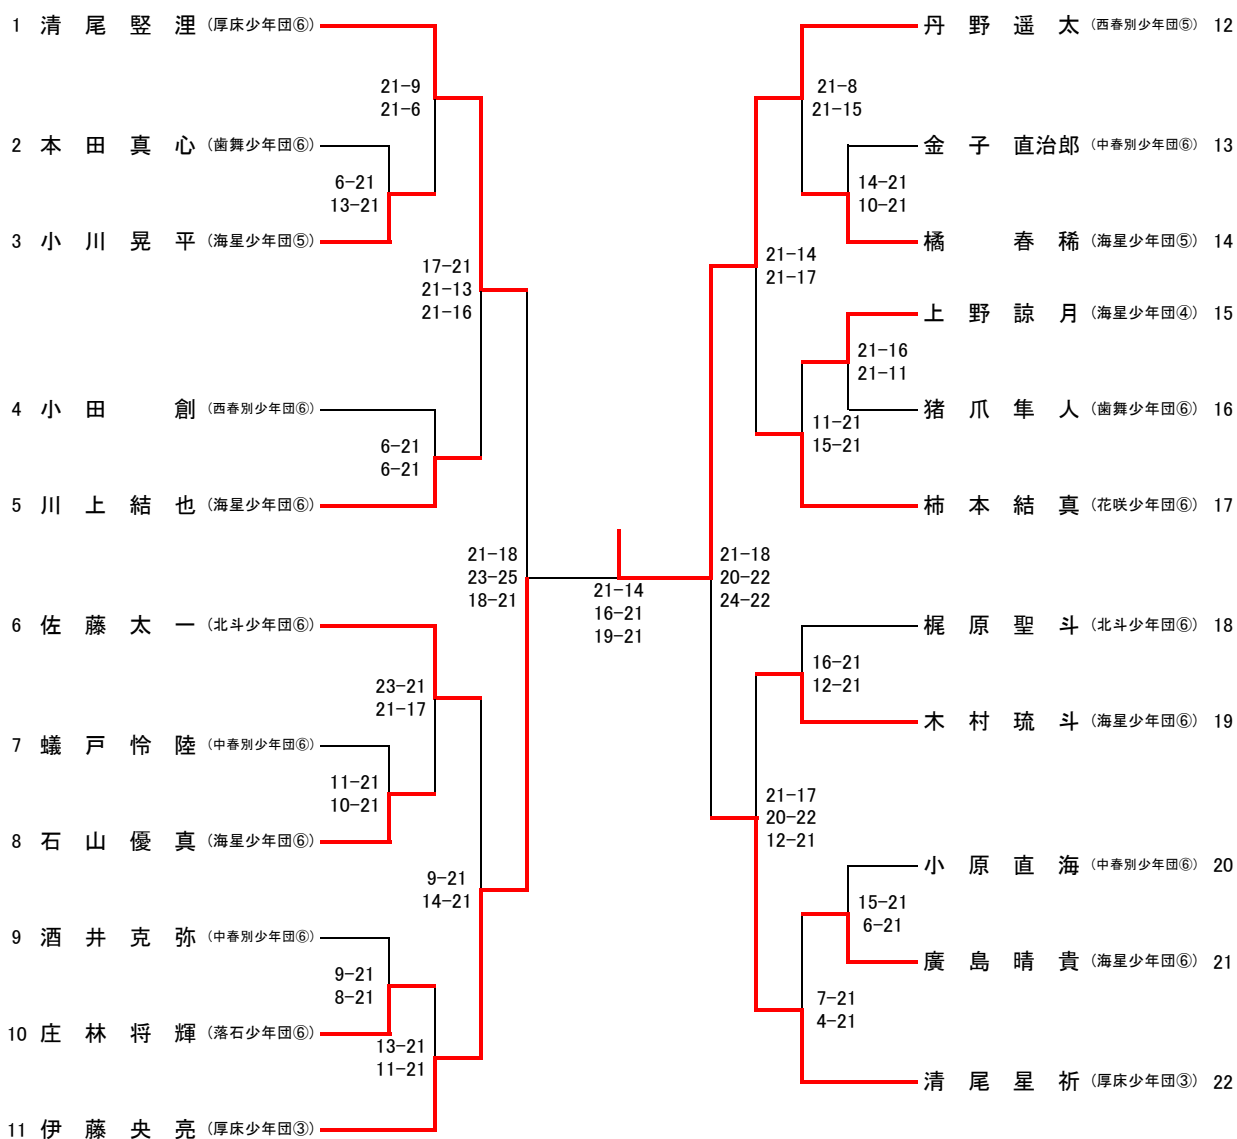 1 清尾竪浬 (厚床少年団⑥)
21-9
21-6
2 本田真心 (歯舞少年団⑥)
6-21
13-21
3 小川晃平 (海星少年団⑤)
17-21
21-13
21-16
4 小田創 (西春別少年団⑥)
6-21
6-21
5 川上結也 (海星少年団⑥)
21-18
23-25
18-21
6 佐藤太一 (北斗少年団⑥)
23-21
21-17
7 蟻戸怜陸 (中春別少年団⑥)
11-21
10-21
8 石山優真 (海星少年団⑥)
9-21
14-21
9 酒井克弥 (中春別少年団⑥)
9-21
8-21
10 庄林将輝 (落石少年団⑥)
13-21
11-21
11 伊藤央亮 (厚床少年団③)
21-14
16-21
19-21
丹野遥太 (西春別少年団⑤) 12
21-8
21-15
金子直治郎 (中春別少年団⑥) 13
14-21
10-21
橘春稀 (海星少年団⑤) 14
21-14
21-17
上野諒月 (海星少年団④) 15
21-16
21-11
猪爪隼人 (歯舞少年団⑥) 16
11-21
15-21
柿本結真 (花咲少年団⑥) 17
21-18
20-22
24-22
梶原聖斗 (北斗少年団⑥) 18
16-21
12-21
木村琉斗 (海星少年団⑥) 19
21-17
20-22
12-21
小原直海 (中春別少年団⑥) 20
15-21
6-21
廣島晴貴 (海星少年団⑥) 21
7-21
4-21
清尾星祈 (厚床少年団③) 22